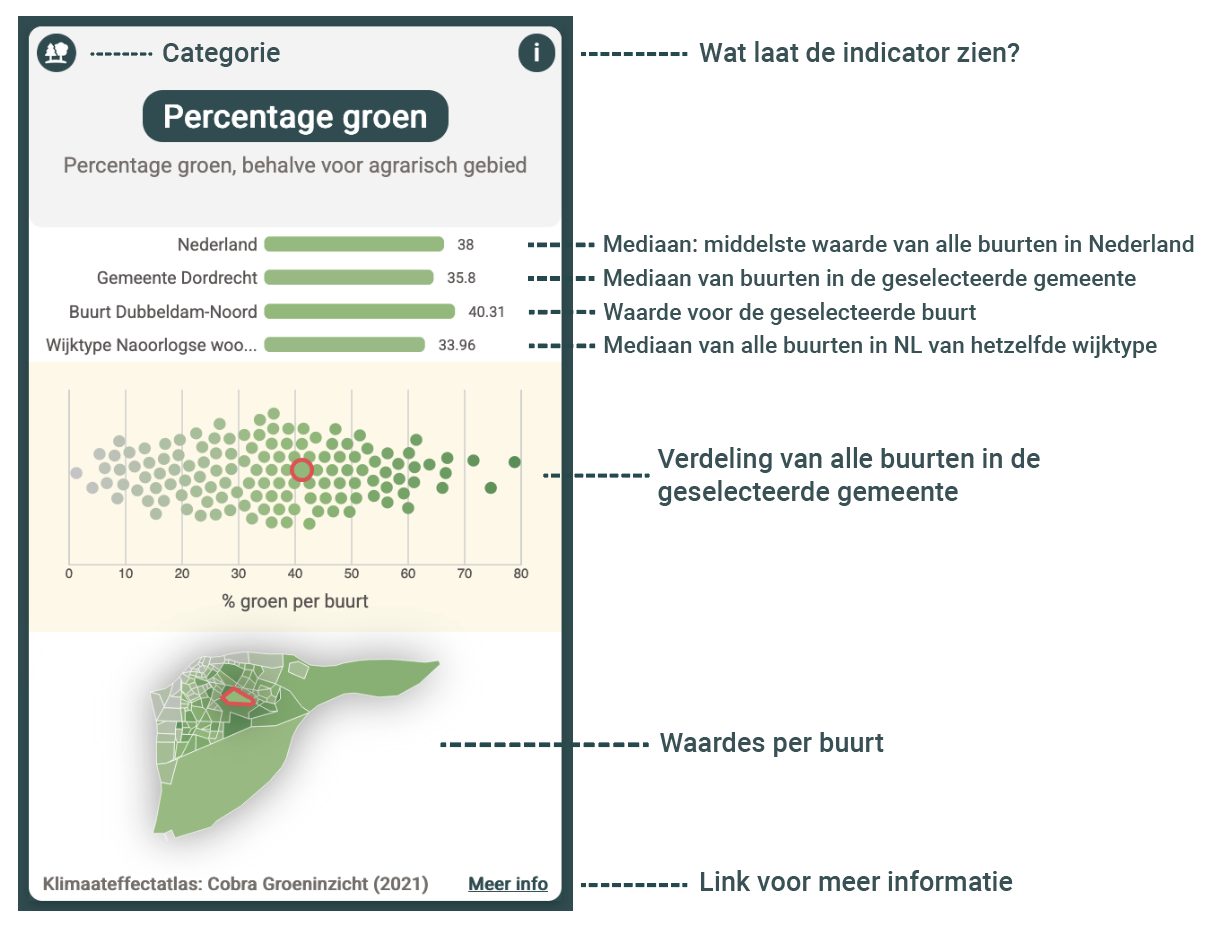 Categorie
i
Wat laat de indicator zien?
Percentage groen
Percentage groen, behalve voor agrarisch gebied
Nederland 38 Mediaan: middelste waarde van alle buurten in Nederland
Gemeente Dordrecht 35.8 Mediaan van buurten in de geselecteerde gemeente
Buurt Dubbeldam-Noord 40.31 Waarde voor de geselecteerde buurt
Wijktype Naoorlogse woo... 33.96 Mediaan van alle buurten in NL van hetzelfde wijktype
Verdeling van alle buurten in de
geselecteerde gemeente
0 10 20 30 40 50 60 70 80
% groen per buurt
Waardes per buurt
Klimaateffectatlas: Cobra Groeninzicht (2021) Meer info Link voor meer informatie